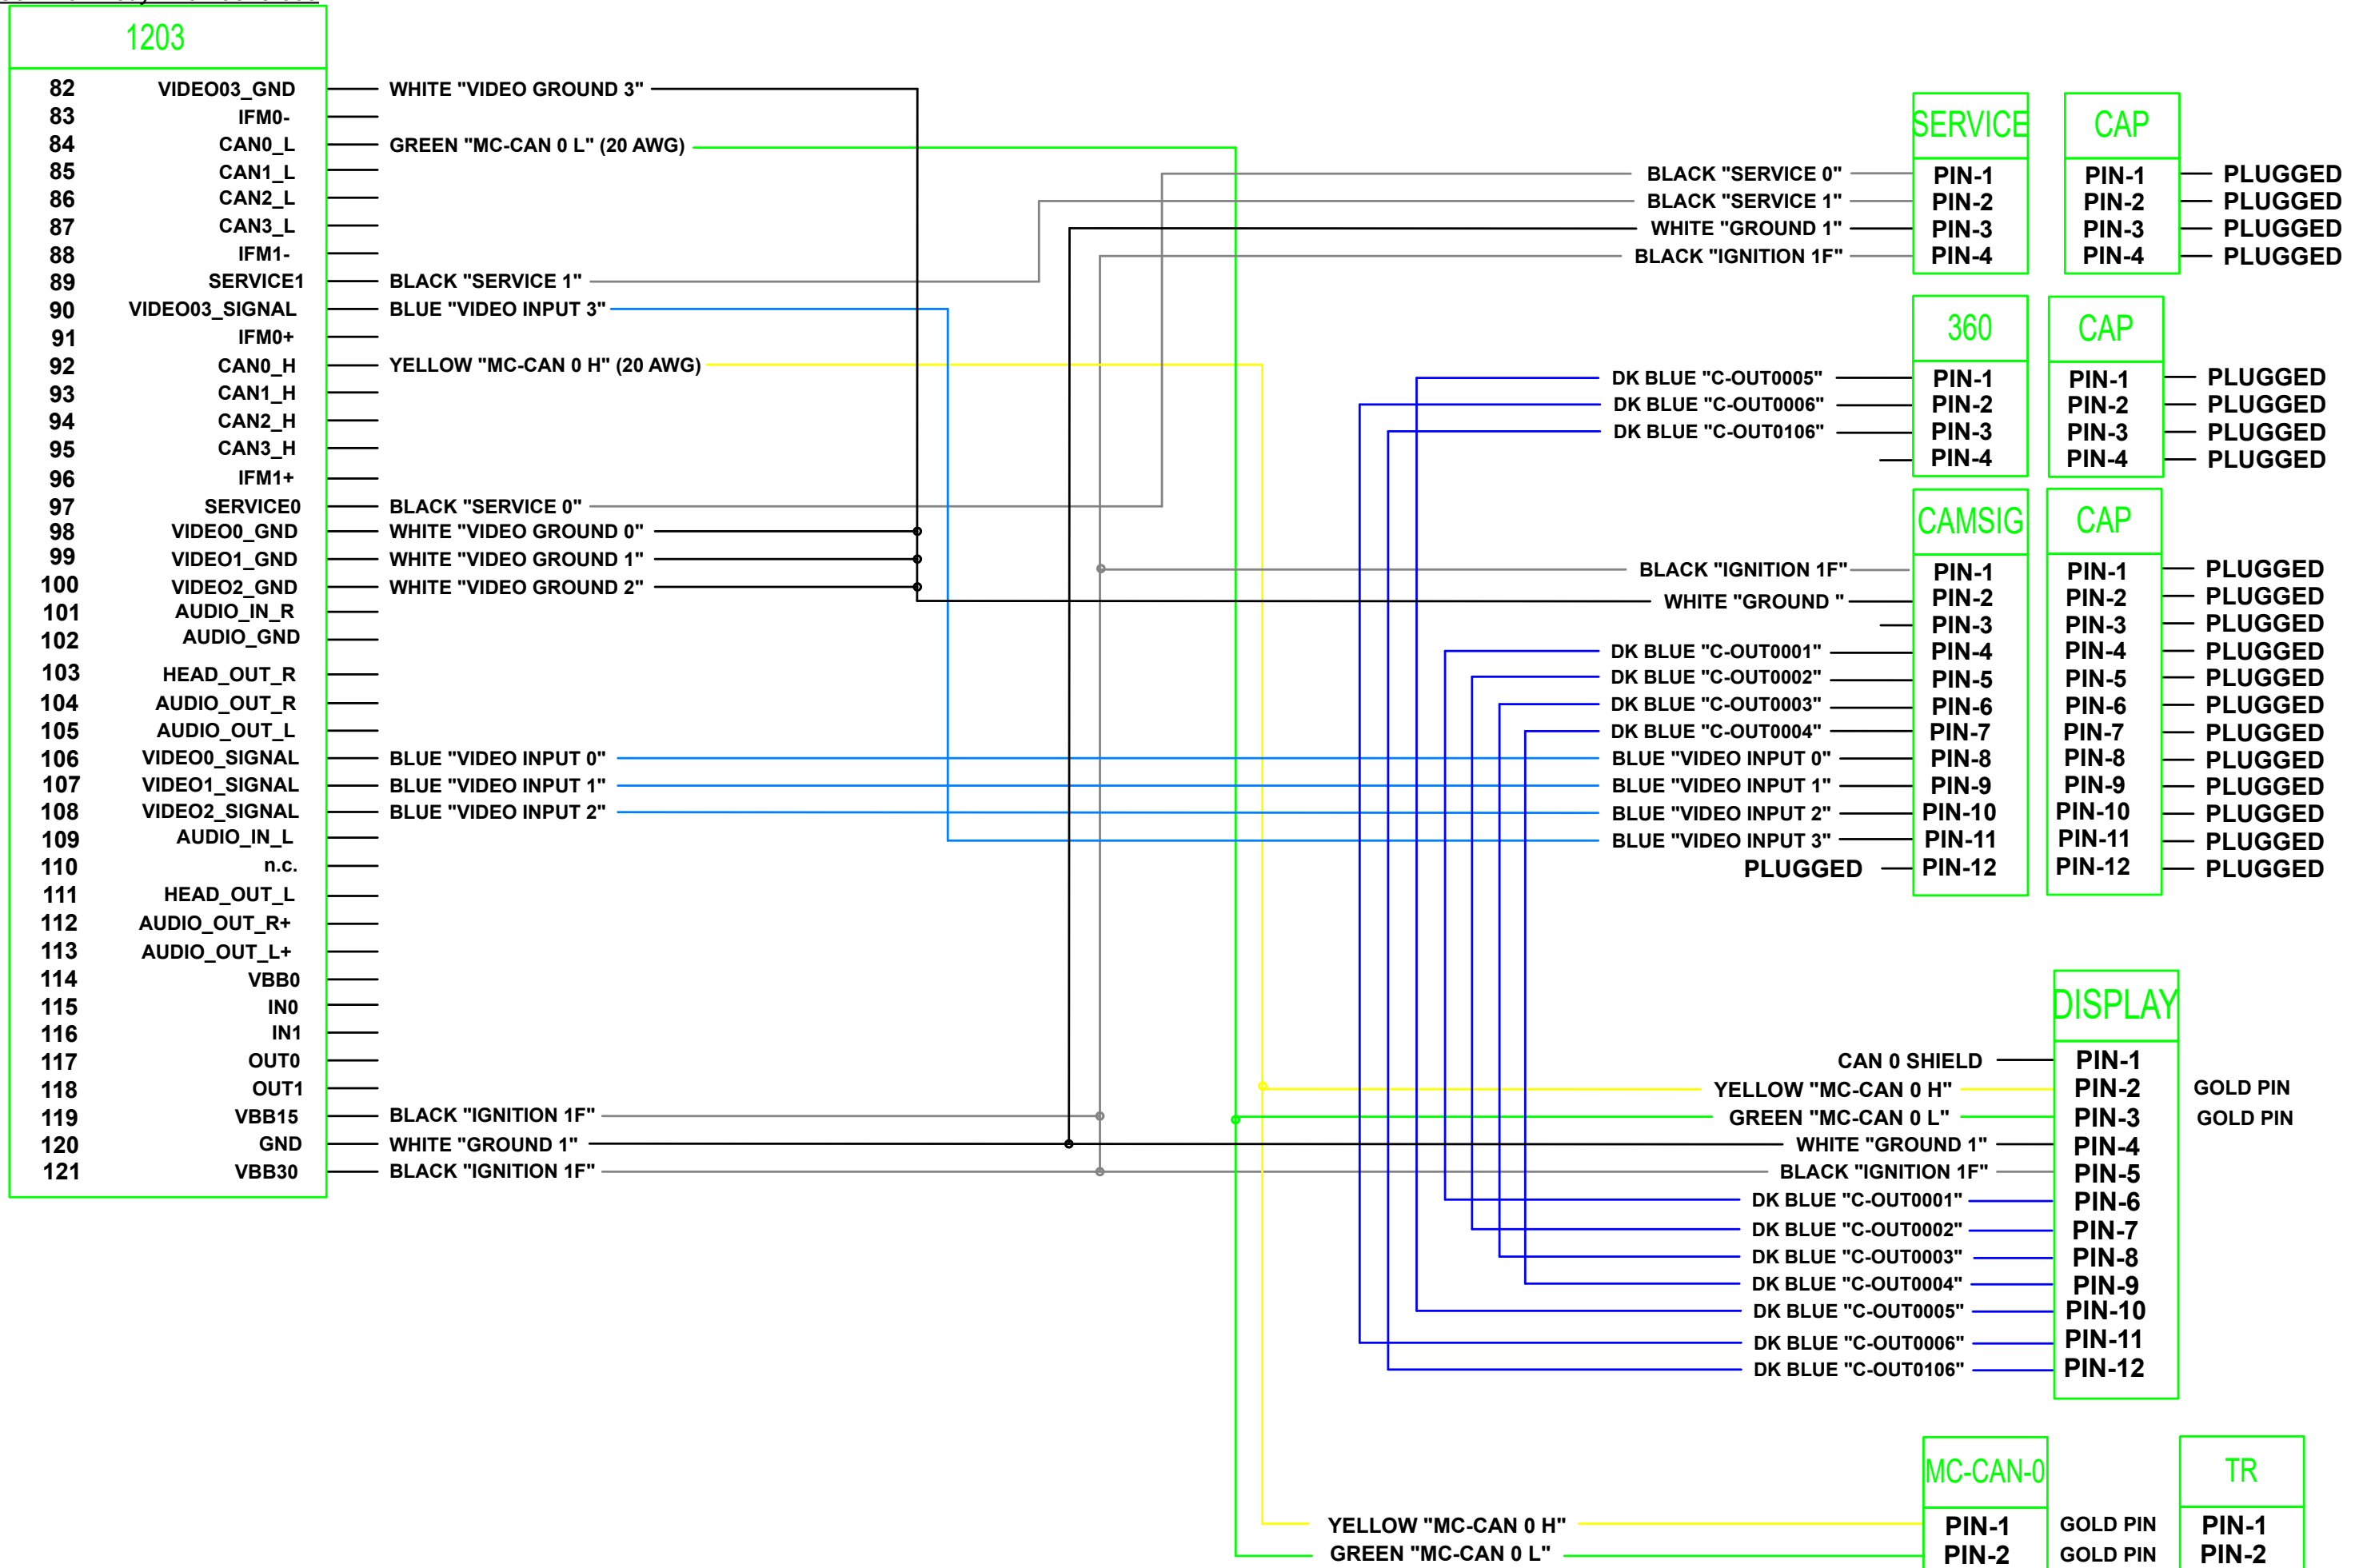 1203
82 VIDEO03_GND WHITE "VIDEO GROUND 3"
83 IFM0-
84 CAN0_L GREEN "MC-CAN 0 L" (20 AWG)
85 CAN1_L
86 CAN2_L
87 CAN3_L
88 IFM1-
89 SERVICE1 BLACK "SERVICE 1"
90 VIDEO03_SIGNAL BLUE "VIDEO INPUT 3"
91 IFM0+
92 CAN0_H YELLOW "MC-CAN 0 H" (20 AWG)
93 CAN1_H
94 CAN2_H
95 CAN3_H
96 IFM1+
97 SERVICE0 BLACK "SERVICE 0"
98 VIDEO0_GND WHITE "VIDEO GROUND 0"
99 VIDEO1_GND WHITE "VIDEO GROUND 1"
100 VIDEO2_GND WHITE "VIDEO GROUND 2"
101 AUDIO_IN_R
102 AUDIO_GND
103 HEAD_OUT_R
104 AUDIO_OUT_R
105 AUDIO_OUT_L
106 VIDEO0_SIGNAL BLUE "VIDEO INPUT 0"
107 VIDEO1_SIGNAL BLUE "VIDEO INPUT 1"
108 VIDEO2_SIGNAL BLUE "VIDEO INPUT 2"
109 AUDIO_IN_L
110 n.c.
111 HEAD_OUT_L
112 AUDIO_OUT_R+
113 AUDIO_OUT_L+
114 VBB0
115 IN0
116 IN1
117 OUT0
118 OUT1
119 VBB15 BLACK "IGNITION 1F"
120 GND WHITE "GROUND 1"
121 VBB30 BLACK "IGNITION 1F"
SERVICE CAP
BLACK "SERVICE 0" PIN-1 PIN-1 PLUGGED
BLACK "SERVICE 1" PIN-2 PIN-2 PLUGGED
WHITE "GROUND 1" PIN-3 PIN-3 PLUGGED
BLACK "IGNITION 1F" PIN-4 PIN-4 PLUGGED
360 CAP
DK BLUE "C-OUT0005" PIN-1 PIN-1 PLUGGED
DK BLUE "C-OUT0006" PIN-2 PIN-2 PLUGGED
DK BLUE "C-OUT0106" PIN-3 PIN-3 PLUGGED
PIN-4 PIN-4 PLUGGED
CAMSIG CAP
BLACK "IGNITION 1F" PIN-1 PIN-1 PLUGGED
WHITE "GROUND " PIN-2 PIN-2 PLUGGED
PIN-3 PIN-3 PLUGGED
DK BLUE "C-OUT0001" PIN-4 PIN-4 PLUGGED
DK BLUE "C-OUT0002" PIN-5 PIN-5 PLUGGED
DK BLUE "C-OUT0003" PIN-6 PIN-6 PLUGGED
DK BLUE "C-OUT0004" PIN-7 PIN-7 PLUGGED
BLUE "VIDEO INPUT 0" PIN-8 PIN-8 PLUGGED
BLUE "VIDEO INPUT 1" PIN-9 PIN-9 PLUGGED
BLUE "VIDEO INPUT 2" PIN-10 PIN-10 PLUGGED
BLUE "VIDEO INPUT 3" PIN-11 PIN-11 PLUGGED
PLUGGED PIN-12 PIN-12 PLUGGED
DISPLAY
CAN 0 SHIELD PIN-1
YELLOW "MC-CAN 0 H" PIN-2 GOLD PIN
GREEN "MC-CAN 0 L" PIN-3 GOLD PIN
WHITE "GROUND 1" PIN-4
BLACK "IGNITION 1F" PIN-5
DK BLUE "C-OUT0001" PIN-6
DK BLUE "C-OUT0002" PIN-7
DK BLUE "C-OUT0003" PIN-8
DK BLUE "C-OUT0004" PIN-9
DK BLUE "C-OUT0005" PIN-10
DK BLUE "C-OUT0006" PIN-11
DK BLUE "C-OUT0106" PIN-12
MC-CAN-0 TR
YELLOW "MC-CAN 0 H" PIN-1 GOLD PIN PIN-1
GREEN "MC-CAN 0 L" PIN-2 GOLD PIN PIN-2